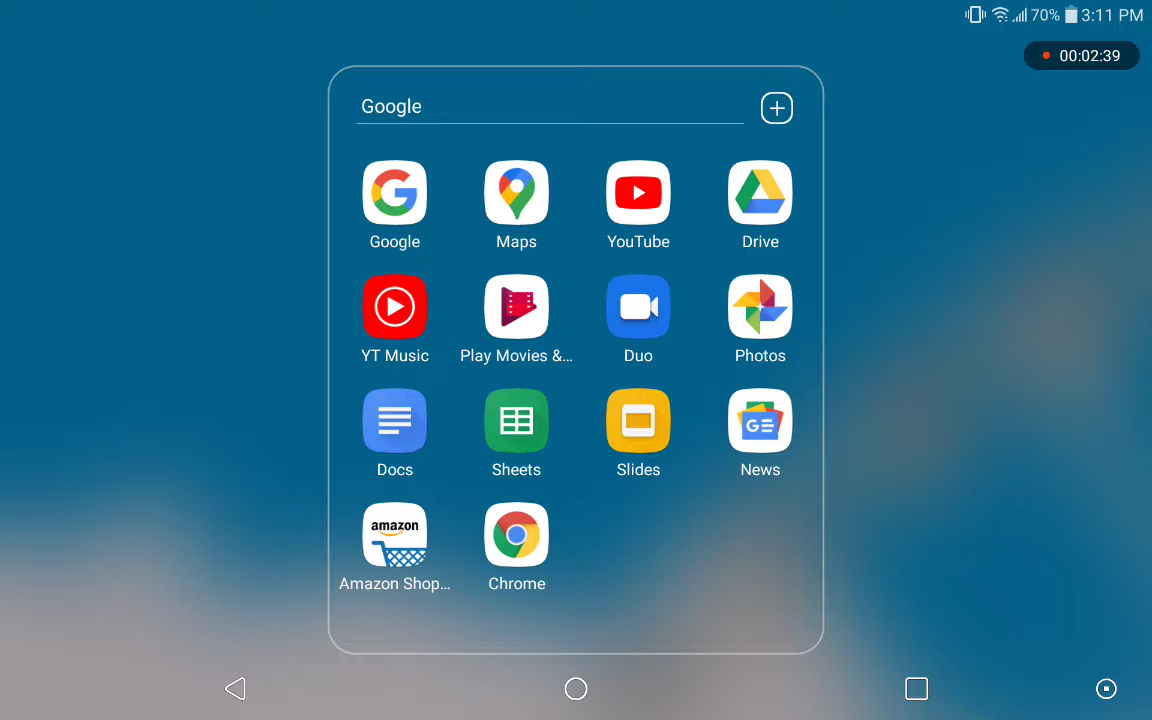 70% 3:11 PM
00:02:39
Google
Google Maps YouTube Drive
YT Music Play Movies &... Duo Photos
Docs Sheets Slides GE News
amazon
Amazon Shop... Chrome